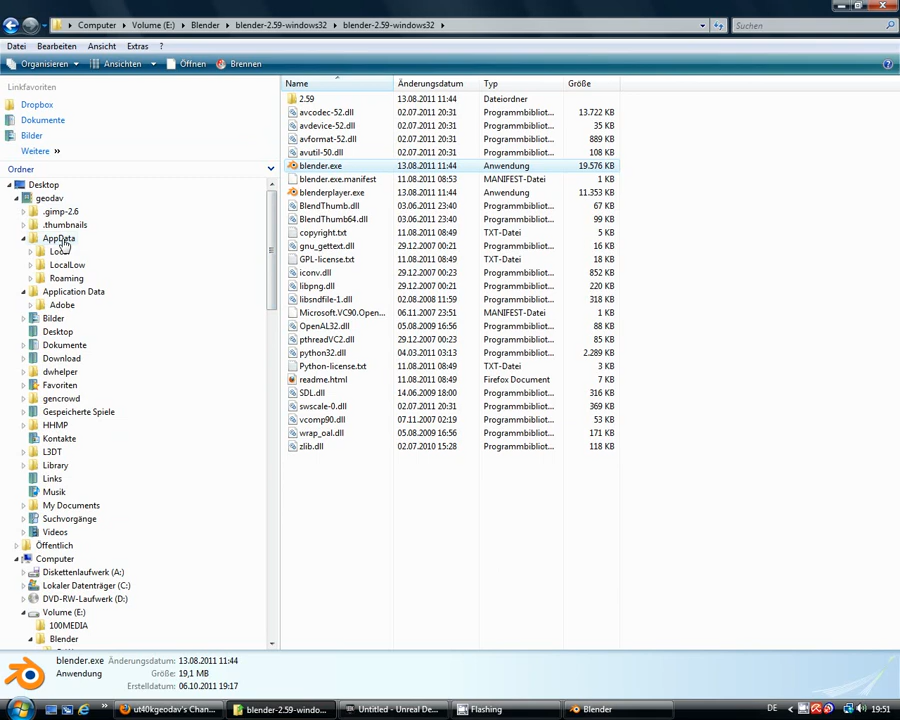 Computer ▸ Volume (E:) ▸ Blender ▸ blender-2.59-windows32 ▸ blender-2.59-windows32 ▸
Suchen
Datei Bearbeiten Ansicht Extras ?
Organisieren Ansichten Öffnen Brennen
Linkfavoriten
Dropbox
Dokumente
Bilder
Weitere »
Ordner
Desktop
geodav
.gimp-2.6
.thumbnails
AppData
LocalLow
Roaming
Application Data
Adobe
Bilder
Desktop
Dokumente
Download
dwhelper
Favoriten
gencrowd
Gespeicherte Spiele
HHMP
Kontakte
L3DT
Library
Links
Musik
My Documents
Suchvorgänge
Videos
Öffentlich
Computer
Diskettenlaufwerk (A:)
Lokaler Datenträger (C:)
DVD-RW-Laufwerk (D:)
Volume (E:)
100MEDIA
Blender
Name Änderungsdatum Typ Größe
2.59 13.08.2011 11:44 Dateiordner
avcodec-52.dll 02.07.2011 20:31 Programmbibliot... 13.722 KB
avdevice-52.dll 02.07.2011 20:31 Programmbibliot... 35 KB
avformat-52.dll 02.07.2011 20:31 Programmbibliot... 889 KB
avutil-50.dll 02.07.2011 20:31 Programmbibliot... 108 KB
blender.exe 13.08.2011 11:44 Anwendung 19.576 KB
blender.exe.manifest 11.08.2011 08:53 MANIFEST-Datei 1 KB
blenderplayer.exe 13.08.2011 11:44 Anwendung 11.353 KB
BlendThumb.dll 03.06.2011 23:40 Programmbibliot... 67 KB
BlendThumb64.dll 03.06.2011 23:40 Programmbibliot... 99 KB
copyright.txt 11.08.2011 08:49 TXT-Datei 5 KB
gnu_gettext.dll 29.12.2007 00:21 Programmbibliot... 16 KB
GPL-license.txt 11.08.2011 08:49 TXT-Datei 18 KB
iconv.dll 29.12.2007 00:23 Programmbibliot... 852 KB
libpng.dll 29.12.2007 00:21 Programmbibliot... 220 KB
libsndfile-1.dll 02.08.2008 11:59 Programmbibliot... 318 KB
Microsoft.VC90.Open... 06.11.2007 23:51 MANIFEST-Datei 1 KB
OpenAL32.dll 05.08.2009 16:56 Programmbibliot... 88 KB
pthreadVC2.dll 29.12.2007 00:23 Programmbibliot... 85 KB
python32.dll 04.03.2011 03:13 Programmbibliot... 2.289 KB
Python-license.txt 11.08.2011 08:49 TXT-Datei 3 KB
readme.html 11.08.2011 08:49 Firefox Document 7 KB
SDL.dll 14.06.2009 18:00 Programmbibliot... 316 KB
swscale-0.dll 02.07.2011 20:31 Programmbibliot... 369 KB
vcomp90.dll 07.11.2007 02:19 Programmbibliot... 53 KB
wrap_oal.dll 05.08.2009 16:56 Programmbibliot... 171 KB
zlib.dll 02.07.2010 15:28 Programmbibliot... 118 KB
blender.exe Änderungsdatum: 13.08.2011 11:44
Anwendung Größe: 19,1 MB
Erstelldatum: 06.10.2011 19:17
ut40kgeodav's Chan... blender-2.59-windo... Untitled - Unreal De... Flashing Blender DE 19:51